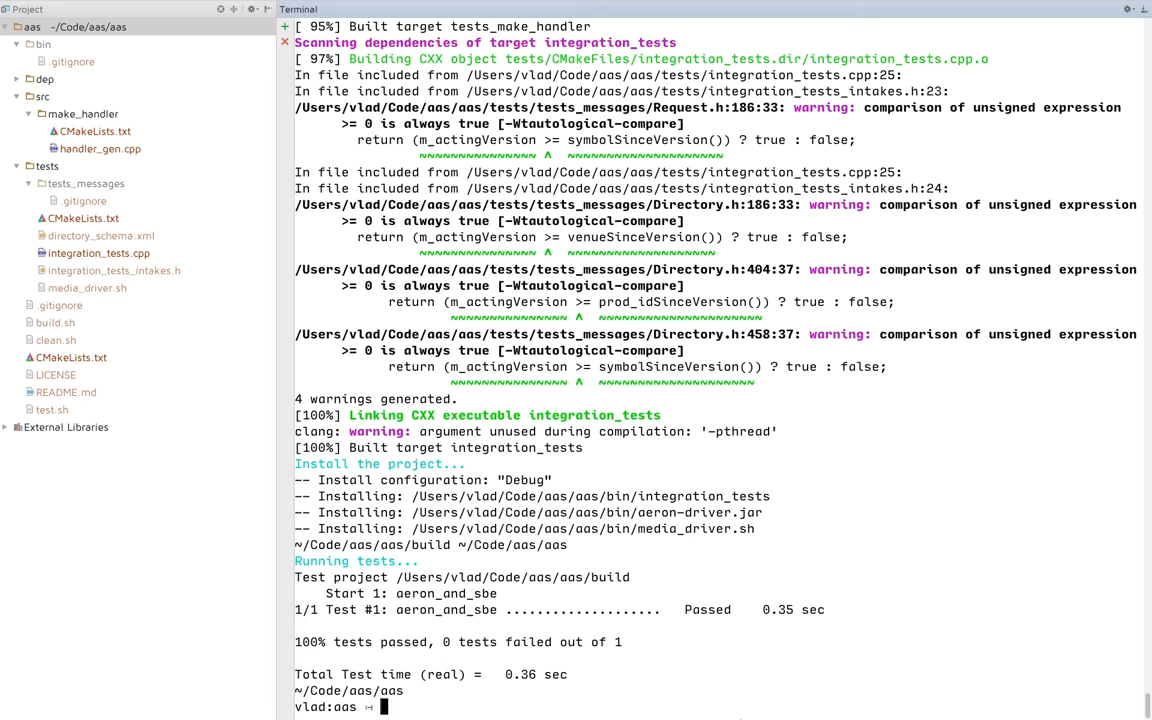 Project
aas ~/Code/aas/aas
bin
.gitignore
dep
src
make_handler
CMakeLists.txt
handler_gen.cpp
tests
tests_messages
.gitignore
CMakeLists.txt
directory_schema.xml
integration_tests.cpp
integration_tests_intakes.h
media_driver.sh
.gitignore
build.sh
clean.sh
CMakeLists.txt
LICENSE
README.md
test.sh
External Libraries
Terminal
[ 95%] Built target tests_make_handler
Scanning dependencies of target integration_tests
[ 97%] Building CXX object tests/CMakeFiles/integration_tests.dir/integration_tests.cpp.o
In file included from /Users/vlad/Code/aas/aas/tests/integration_tests.cpp:25:
In file included from /Users/vlad/Code/aas/aas/tests/integration_tests_intakes.h:23:
/Users/vlad/Code/aas/aas/tests/tests_messages/Request.h:186:33: warning: comparison of unsigned expression
>= 0 is always true [-Wtautological-compare]
return (m_actingVersion >= symbolSinceVersion()) ? true : false;
~~~~~~~~~~~~~~~ ^ ~~~~~~~~~~~~~~~~~~~~
In file included from /Users/vlad/Code/aas/aas/tests/integration_tests.cpp:25:
In file included from /Users/vlad/Code/aas/aas/tests/integration_tests_intakes.h:24:
/Users/vlad/Code/aas/aas/tests/tests_messages/Directory.h:186:33: warning: comparison of unsigned expression
>= 0 is always true [-Wtautological-compare]
return (m_actingVersion >= venueSinceVersion()) ? true : false;
~~~~~~~~~~~~~~~ ^ ~~~~~~~~~~~~~~~~~~~
/Users/vlad/Code/aas/aas/tests/tests_messages/Directory.h:404:37: warning: comparison of unsigned expression
>= 0 is always true [-Wtautological-compare]
return (m_actingVersion >= prod_idSinceVersion()) ? true : false;
~~~~~~~~~~~~~~~ ^ ~~~~~~~~~~~~~~~~~~~~~
/Users/vlad/Code/aas/aas/tests/tests_messages/Directory.h:458:37: warning: comparison of unsigned expression
>= 0 is always true [-Wtautological-compare]
return (m_actingVersion >= symbolSinceVersion()) ? true : false;
~~~~~~~~~~~~~~~ ^ ~~~~~~~~~~~~~~~~~~~~
4 warnings generated.
[100%] Linking CXX executable integration_tests
clang: warning: argument unused during compilation: '-pthread'
[100%] Built target integration_tests
Install the project...
-- Install configuration: "Debug"
-- Installing: /Users/vlad/Code/aas/aas/bin/integration_tests
-- Installing: /Users/vlad/Code/aas/aas/bin/aeron-driver.jar
-- Installing: /Users/vlad/Code/aas/aas/bin/media_driver.sh
~/Code/aas/aas/build ~/Code/aas/aas
Running tests...
Test project /Users/vlad/Code/aas/aas/build
Start 1: aeron_and_sbe
1/1 Test #1: aeron_and_sbe .................... Passed 0.35 sec
100% tests passed, 0 tests failed out of 1
Total Test time (real) = 0.36 sec
~/Code/aas/aas
vlad:aas